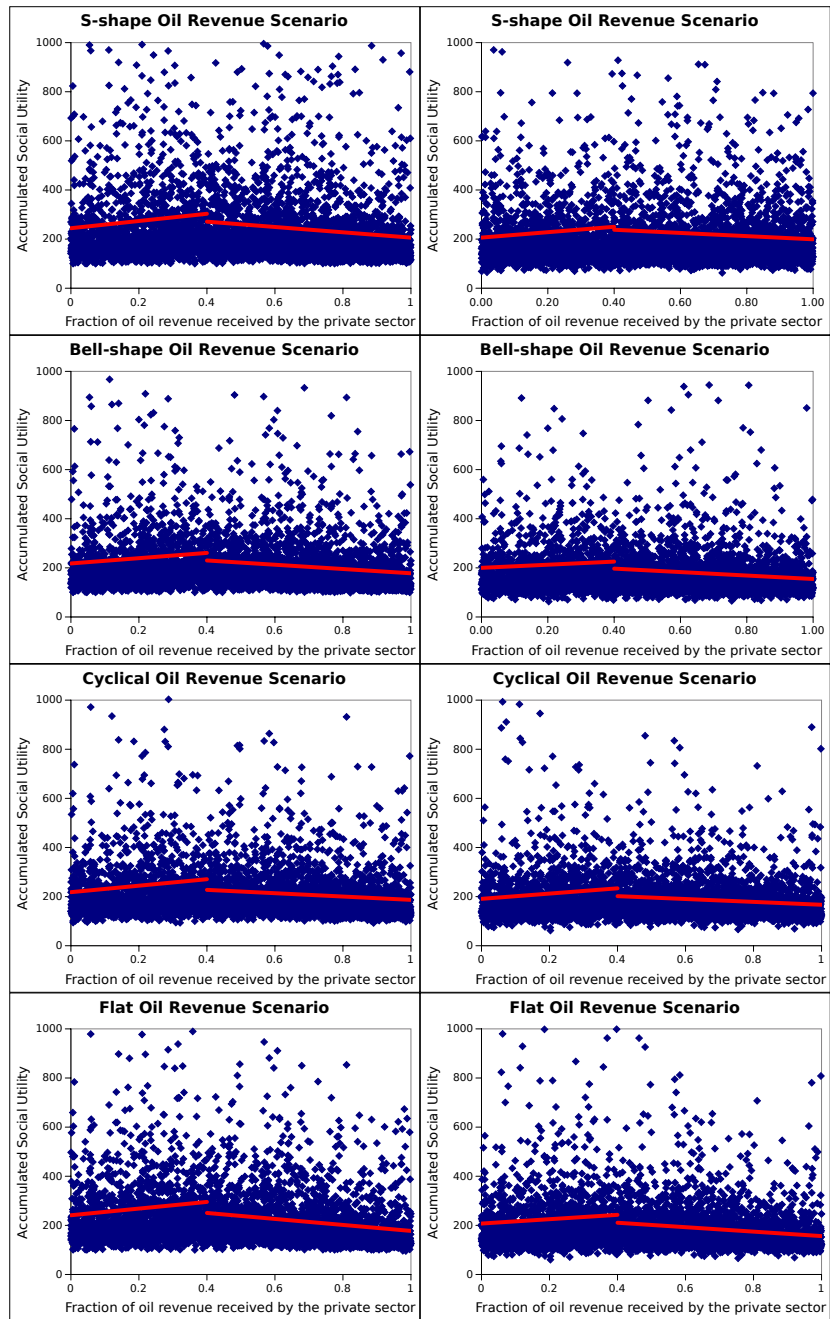 S-shape Oil Revenue Scenario
1000
800
600
400
200
0
0 0.2 0.4 0.6 0.8 1
Accumulated Social Utility
Fraction of oil revenue received by the private sector
S-shape Oil Revenue Scenario
1000
800
600
400
200
0
0.00 0.20 0.40 0.60 0.80 1.00
Accumulated Social Utility
Fraction of oil revenue received by the private sector
Bell-shape Oil Revenue Scenario
1000
800
600
400
200
0
0 0.2 0.4 0.6 0.8 1
Accumulated Social Utility
Fraction of oil revenue received by the private sector
Bell-shape Oil Revenue Scenario
1000
800
600
400
200
0
0.00 0.20 0.40 0.60 0.80 1.00
Accumulated Social Utility
Fraction of oil revenue received by the private sector
Cyclical Oil Revenue Scenario
1000
800
600
400
200
0
0 0.2 0.4 0.6 0.8 1
Accumulated Social Utility
Fraction of oil revenue received by the private sector
Cyclical Oil Revenue Scenario
1000
800
600
400
200
0
0 0.2 0.4 0.6 0.8 1
Accumulated Social Utility
Fraction of oil revenue received by the private sector
Flat Oil Revenue Scenario
1000
800
600
400
200
0
0 0.2 0.4 0.6 0.8 1
Accumulated Social Utility
Fraction of oil revenue received by the private sector
Flat Oil Revenue Scenario
1000
800
600
400
200
0
0 0.2 0.4 0.6 0.8 1
Accumulated Social Utility
Fraction of oil revenue received by the private sector